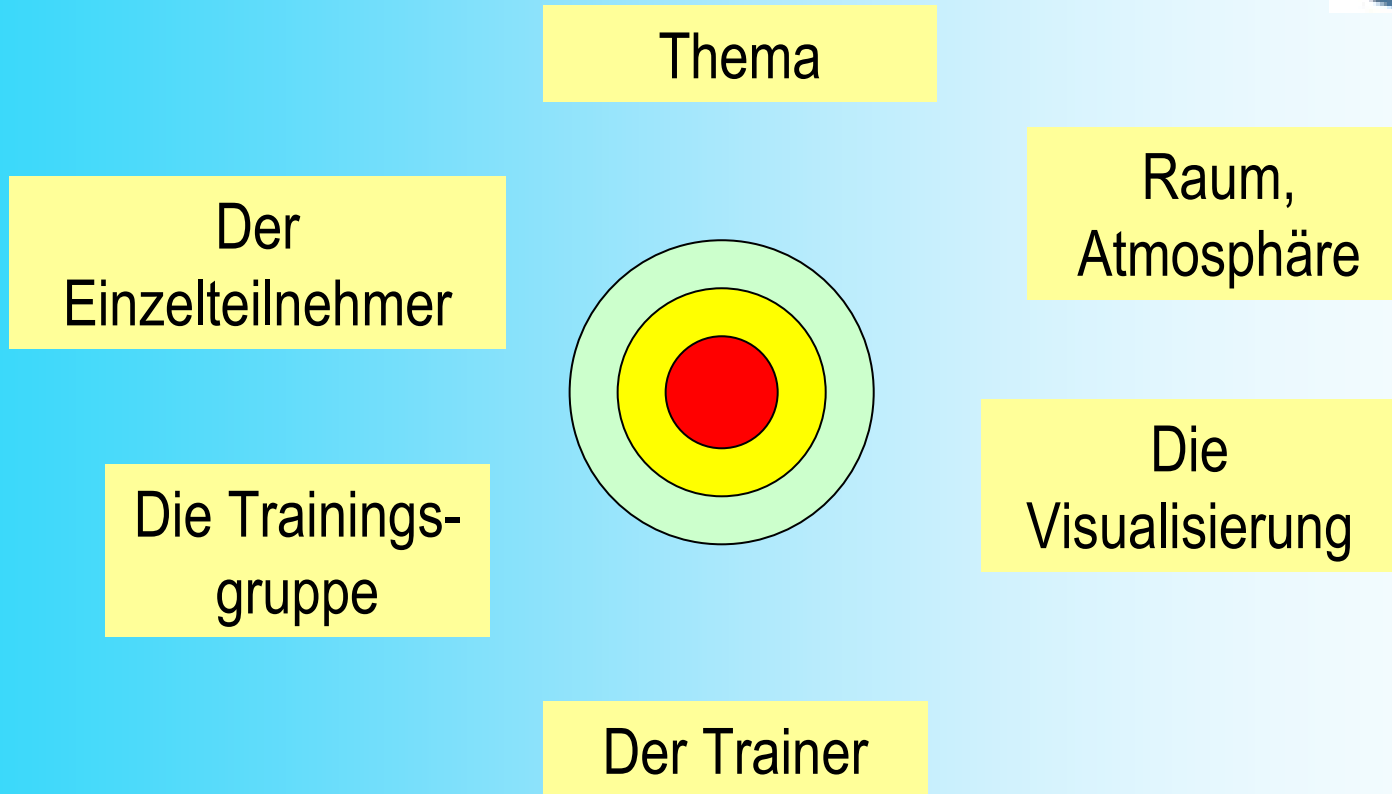 Thema
Raum,
Atmosphäre
Der
Einzelteilnehmer
Die
Visualisierung
Die Trainings-
gruppe
Der Trainer